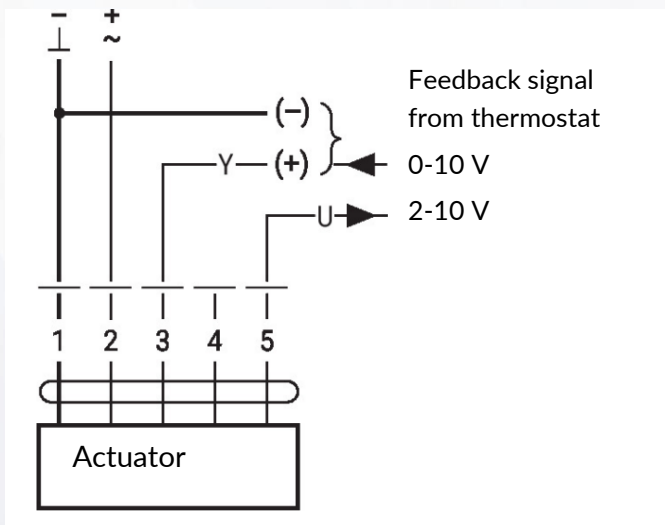 − +
⊥ ~
Feedback signal
from thermostat
(−)
Y (+) 0-10 V
U 2-10 V
1 2 3 4 5
Actuator